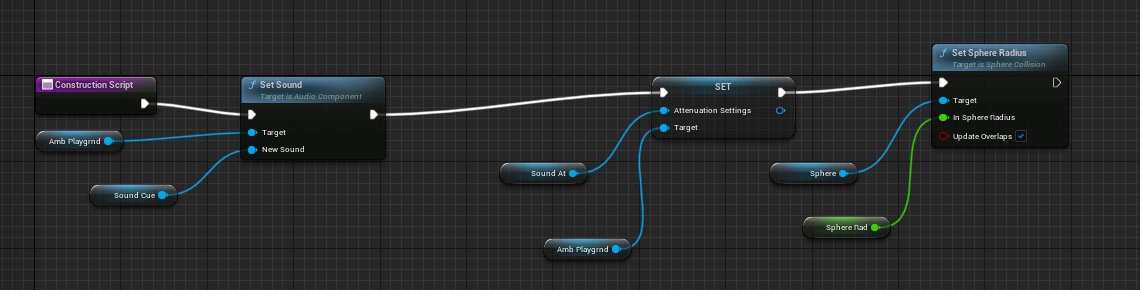 Construction Script
Set Sound
Target is Audio Component
Target
New Sound
Amb Playgrnd
Sound Cue
SET
Attenuation Settings
Target
Sound At
Amb Playgrnd
Set Sphere Radius
Target is Sphere Collision
Target
In Sphere Radius
Update Overlaps
Sphere
Sphere Rad